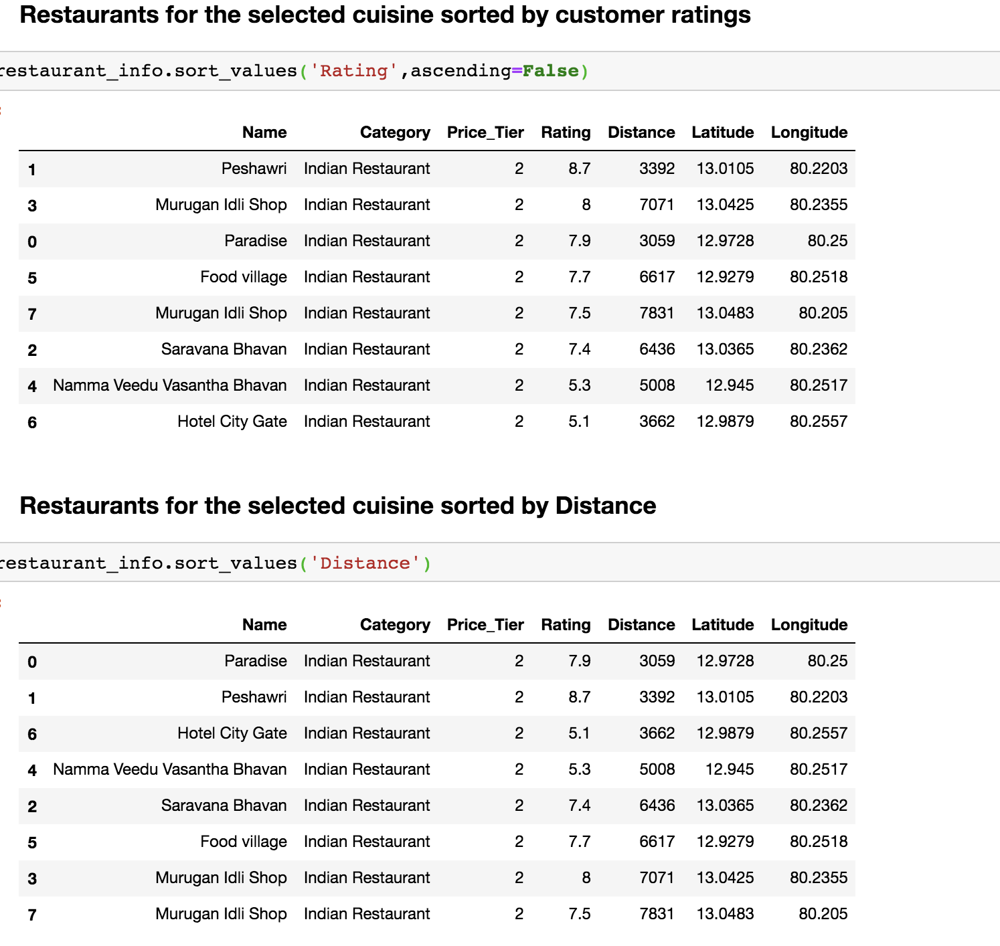 Restaurants for the selected cuisine sorted by customer ratings
restaurant_info.sort_values('Rating',ascending=False)
:
Name Category Price_Tier Rating Distance Latitude Longitude
1 Peshawri Indian Restaurant 2 8.7 3392 13.0105 80.2203
3 Murugan Idli Shop Indian Restaurant 2 8 7071 13.0425 80.2355
0 Paradise Indian Restaurant 2 7.9 3059 12.9728 80.25
5 Food village Indian Restaurant 2 7.7 6617 12.9279 80.2518
7 Murugan Idli Shop Indian Restaurant 2 7.5 7831 13.0483 80.205
2 Saravana Bhavan Indian Restaurant 2 7.4 6436 13.0365 80.2362
4 Namma Veedu Vasantha Bhavan Indian Restaurant 2 5.3 5008 12.945 80.2517
6 Hotel City Gate Indian Restaurant 2 5.1 3662 12.9879 80.2557
Restaurants for the selected cuisine sorted by Distance
restaurant_info.sort_values('Distance')
:
Name Category Price_Tier Rating Distance Latitude Longitude
0 Paradise Indian Restaurant 2 7.9 3059 12.9728 80.25
1 Peshawri Indian Restaurant 2 8.7 3392 13.0105 80.2203
6 Hotel City Gate Indian Restaurant 2 5.1 3662 12.9879 80.2557
4 Namma Veedu Vasantha Bhavan Indian Restaurant 2 5.3 5008 12.945 80.2517
2 Saravana Bhavan Indian Restaurant 2 7.4 6436 13.0365 80.2362
5 Food village Indian Restaurant 2 7.7 6617 12.9279 80.2518
3 Murugan Idli Shop Indian Restaurant 2 8 7071 13.0425 80.2355
7 Murugan Idli Shop Indian Restaurant 2 7.5 7831 13.0483 80.205